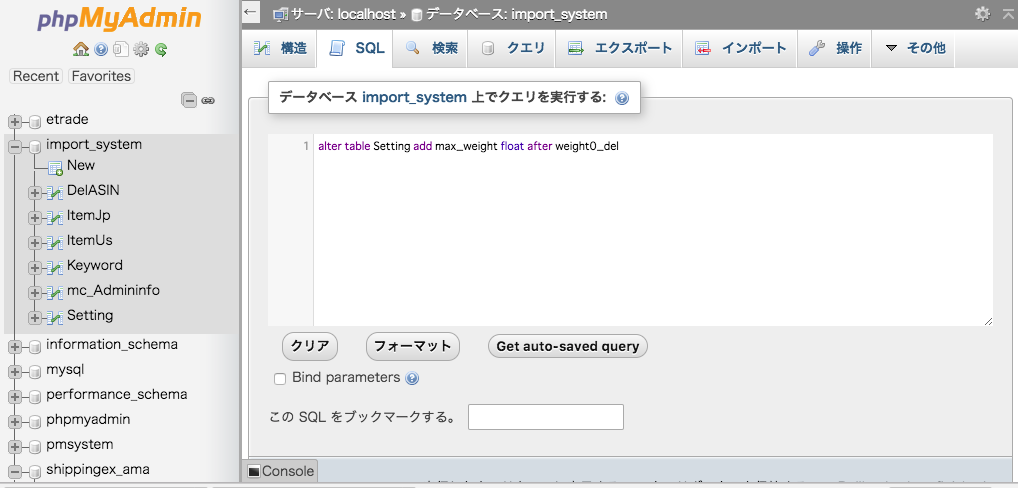 phpMyAdmin
Recent Favorites
etrade
import_system
New
DelASIN
ItemJp
ItemUs
Keyword
mc_Admininfo
Setting
information_schema
mysql
performance_schema
phpmyadmin
pmsystem
shippingex_ama
サーバ: localhost » データベース: import_system
構造 SQL 検索 クエリ エクスポート インポート 操作 その他
データベース import_system 上でクエリを実行する:
1 alter table Setting add max_weight float after weight0_del
クリア フォーマット Get auto-saved query
Bind parameters
この SQL をブックマークする。
Console